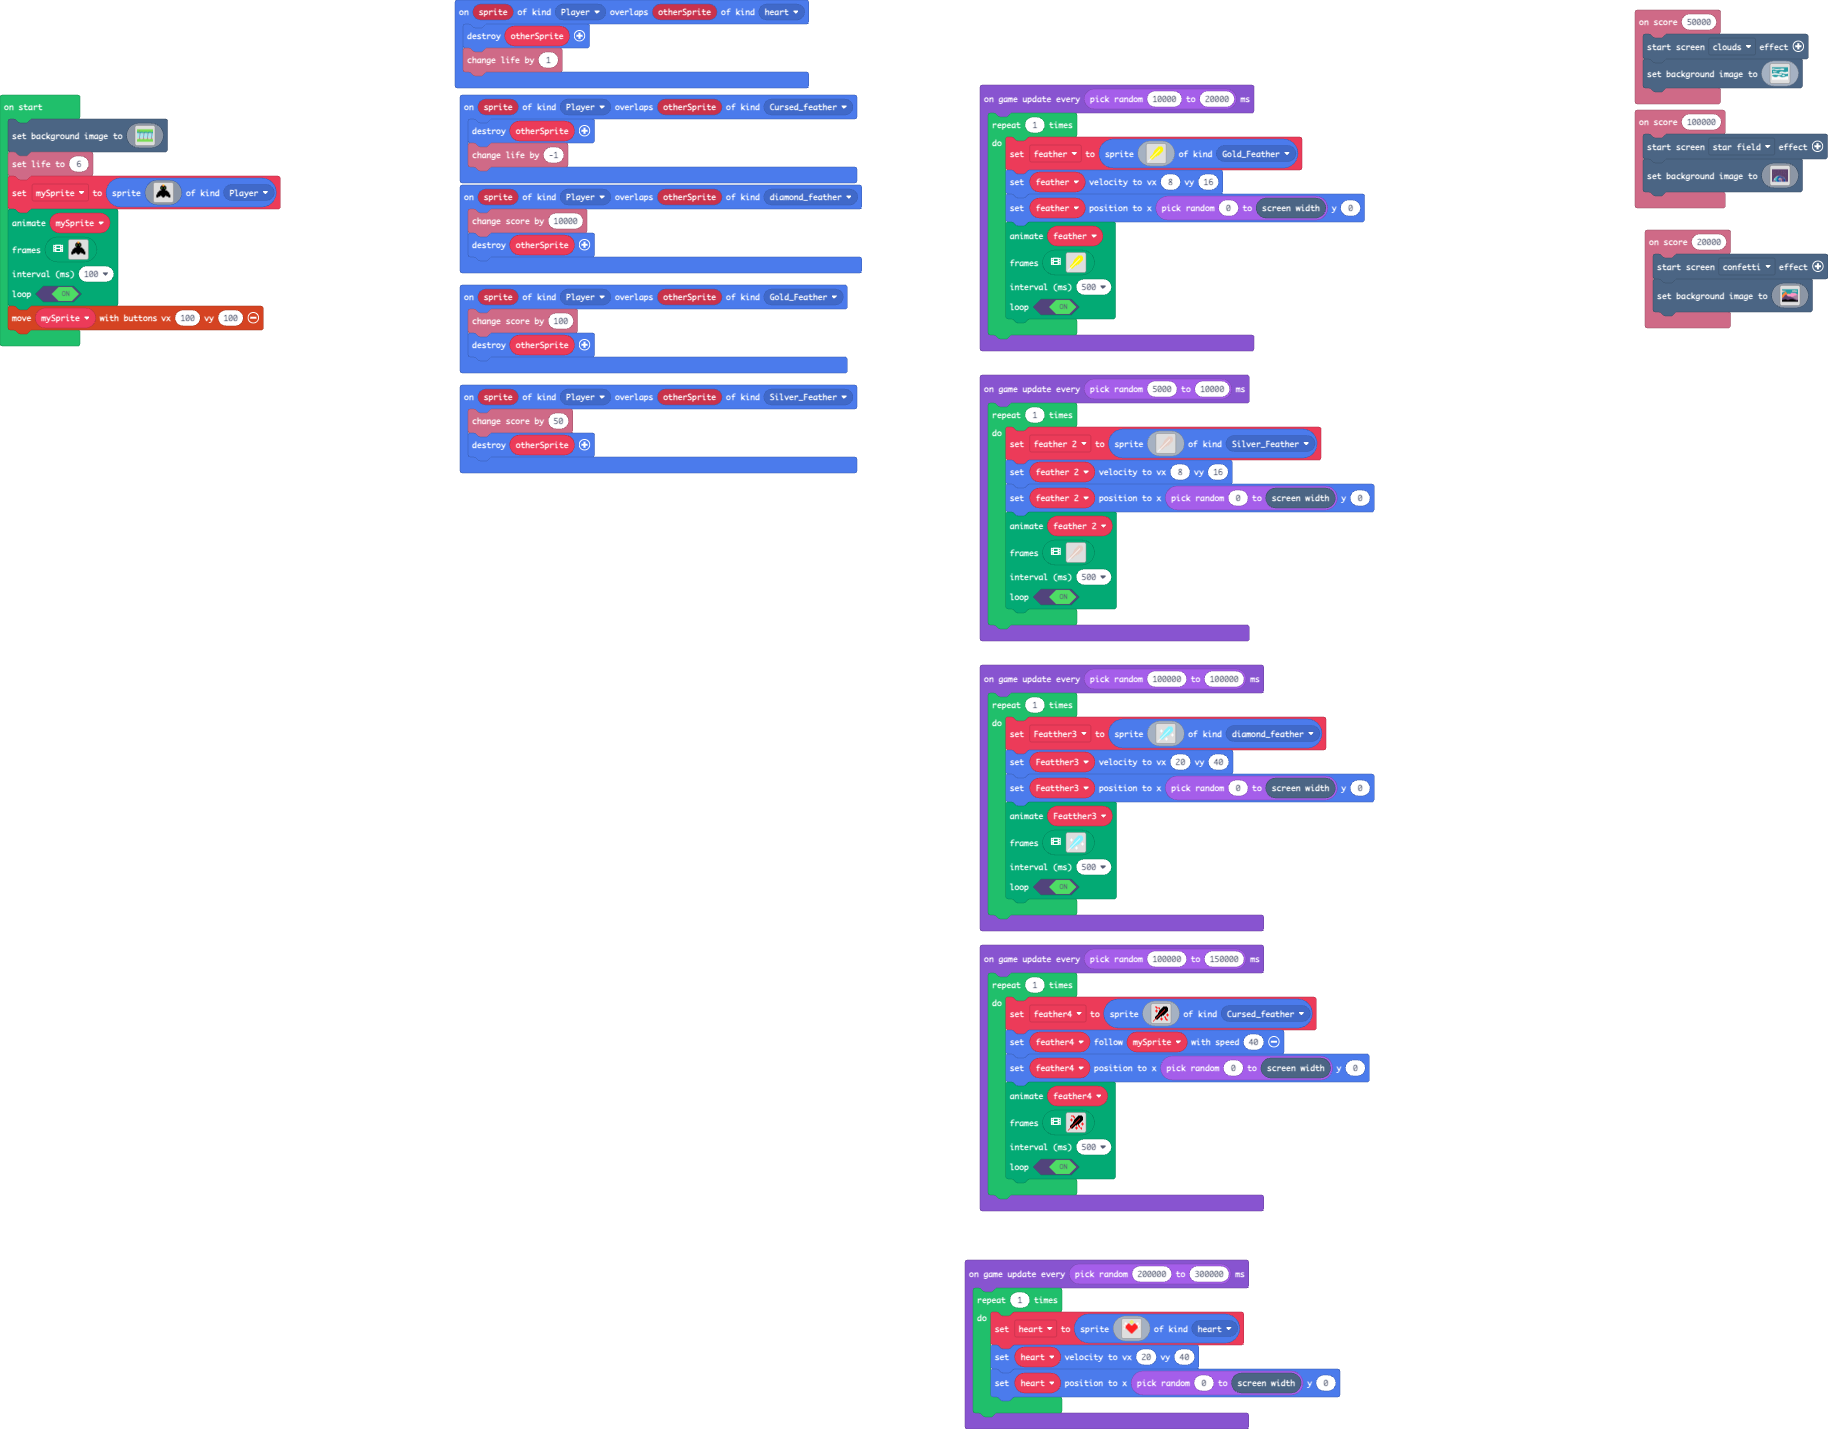 on start
set background image to
set life to 6
set mySprite to sprite of kind Player
animate mySprite
frames
interval (ms) 100
loop ON
move mySprite with buttons vx 100 vy 100
on sprite of kind Player overlaps otherSprite of kind heart
destroy otherSprite
change life by 1
on sprite of kind Player overlaps otherSprite of kind Cursed_feather
destroy otherSprite
change life by -1
on sprite of kind Player overlaps otherSprite of kind diamond_feather
change score by 10000
destroy otherSprite
on sprite of kind Player overlaps otherSprite of kind Gold_Feather
change score by 100
destroy otherSprite
on sprite of kind Player overlaps otherSprite of kind Silver_Feather
change score by 50
destroy otherSprite
on game update every pick random 10000 to 20000 ms
repeat 1 times
do
set feather to sprite of kind Gold_Feather
set feather velocity to vx 8 vy 16
set feather position to x pick random 0 to screen width y 0
animate feather
frames
interval (ms) 500
loop ON
on game update every pick random 5000 to 10000 ms
repeat 1 times
do
set feather 2 to sprite of kind Silver_Feather
set feather 2 velocity to vx 8 vy 16
set feather 2 position to x pick random 0 to screen width y 0
animate feather 2
frames
interval (ms) 500
loop ON
on game update every pick random 100000 to 100000 ms
repeat 1 times
do
set Featther3 to sprite of kind diamond_feather
set Featther3 velocity to vx 20 vy 40
set Featther3 position to x pick random 0 to screen width y 0
animate Featther3
frames
interval (ms) 500
loop ON
on game update every pick random 100000 to 150000 ms
repeat 1 times
do
set feather4 to sprite of kind Cursed_feather
set feather4 follow mySprite with speed 40
set feather4 position to x pick random 0 to screen width y 0
animate feather4
frames
interval (ms) 500
loop ON
on game update every pick random 200000 to 300000 ms
repeat 1 times
do
set heart to sprite of kind heart
set heart velocity to vx 20 vy 40
set heart position to x pick random 0 to screen width y 0
on score 50000
start screen clouds effect
set background image to
on score 100000
start screen star field effect
set background image to
on score 20000
start screen confetti effect
set background image to